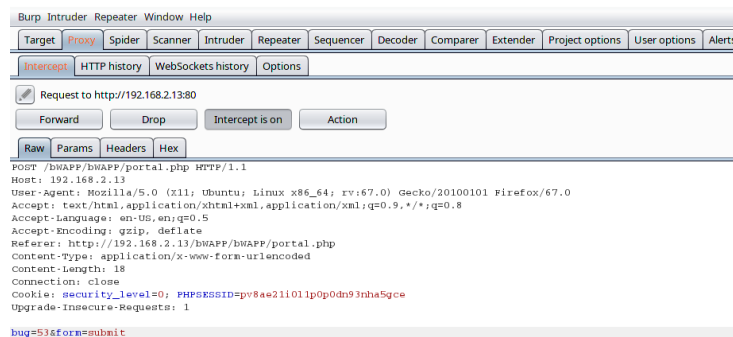 Burp Intruder Repeater Window Help
Target Proxy Spider Scanner Intruder Repeater Sequencer Decoder Comparer Extender Project options User options Alerts
Intercept HTTP history WebSockets history Options
Request to http://192.168.2.13:80
Forward Drop Intercept is on Action
Raw Params Headers Hex
POST /bWAPP/bWAPP/portal.php HTTP/1.1
Host: 192.168.2.13
User-Agent: Mozilla/5.0 (X11; Ubuntu; Linux x86_64; rv:67.0) Gecko/20100101 Firefox/67.0
Accept: text/html,application/xhtml+xml,application/xml;q=0.9,*/*;q=0.8
Accept-Language: en-US,en;q=0.5
Accept-Encoding: gzip, deflate
Referer: http://192.168.2.13/bWAPP/bWAPP/portal.php
Content-Type: application/x-www-form-urlencoded
Content-Length: 18
Connection: close
Cookie: security_level=0; PHPSESSID=pv8ae21i01lp0p0dn93nha5gce
Upgrade-Insecure-Requests: 1
bug=53&form=submit